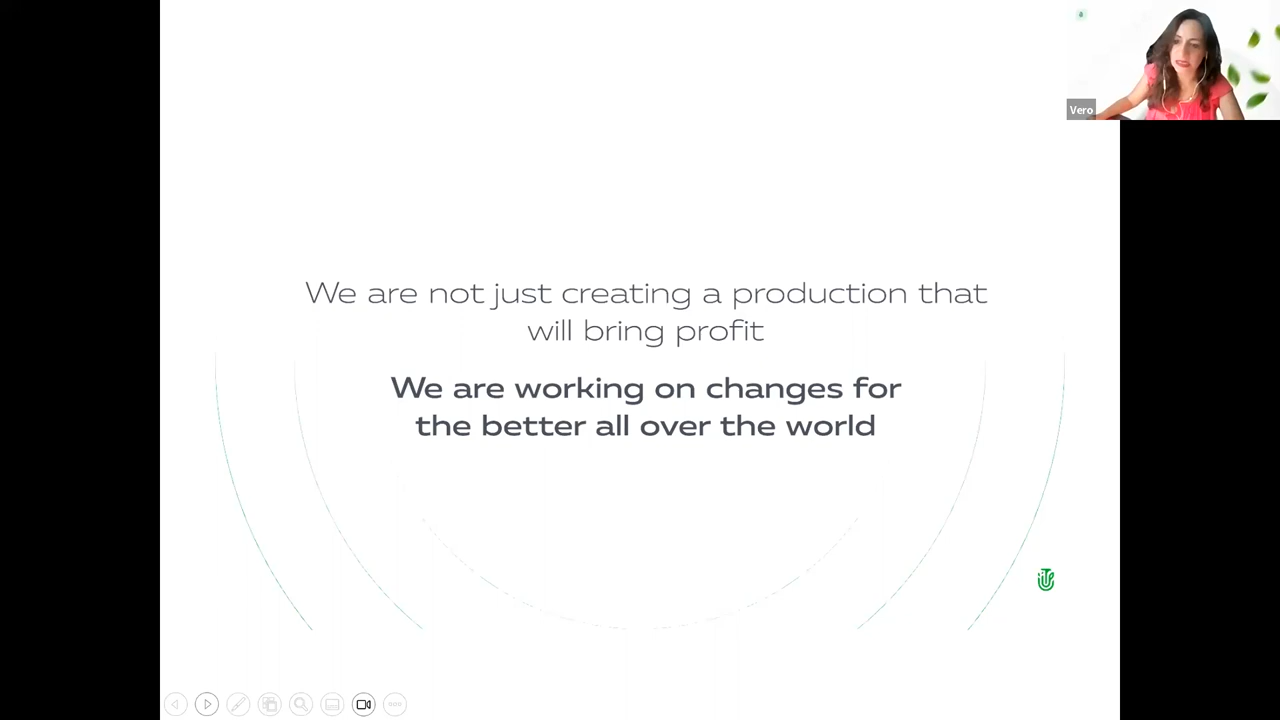 Vero
We are not just creating a production that
will bring profit
We are working on changes for
the better all over the world